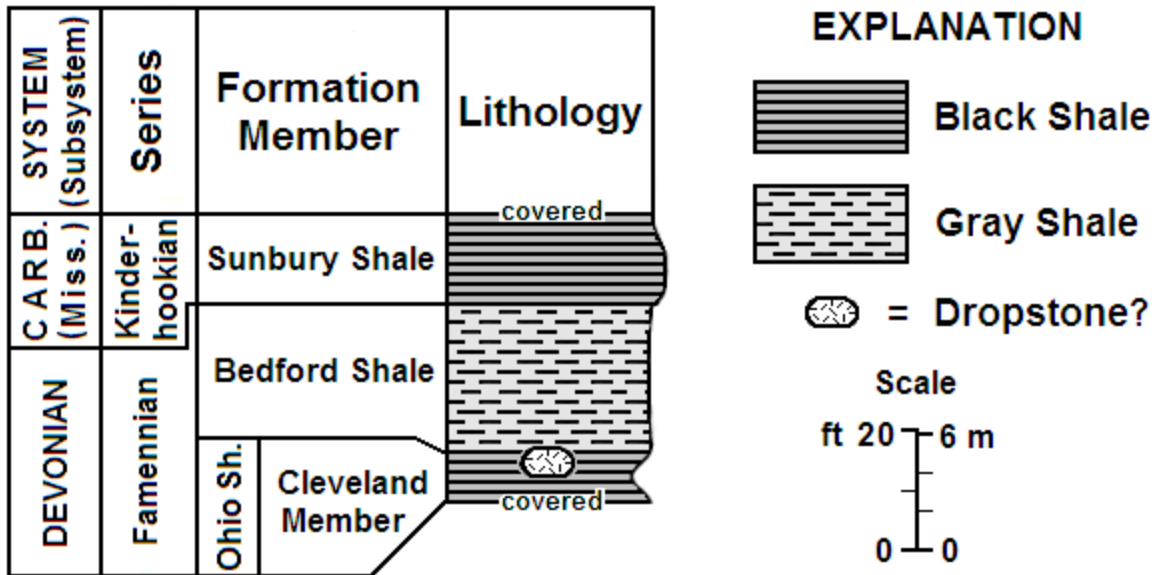 SYSTEM
(Subsystem)
Series
Formation
Member
Lithology
CARB.
(Miss.)
Kinder-
hookian
Sunbury Shale
covered
Bedford Shale
DEVONIAN
Famennian
Ohio Sh.
Cleveland
Member
covered
EXPLANATION
Black Shale
Gray Shale
= Dropstone?
Scale
ft 20 6 m
0 0